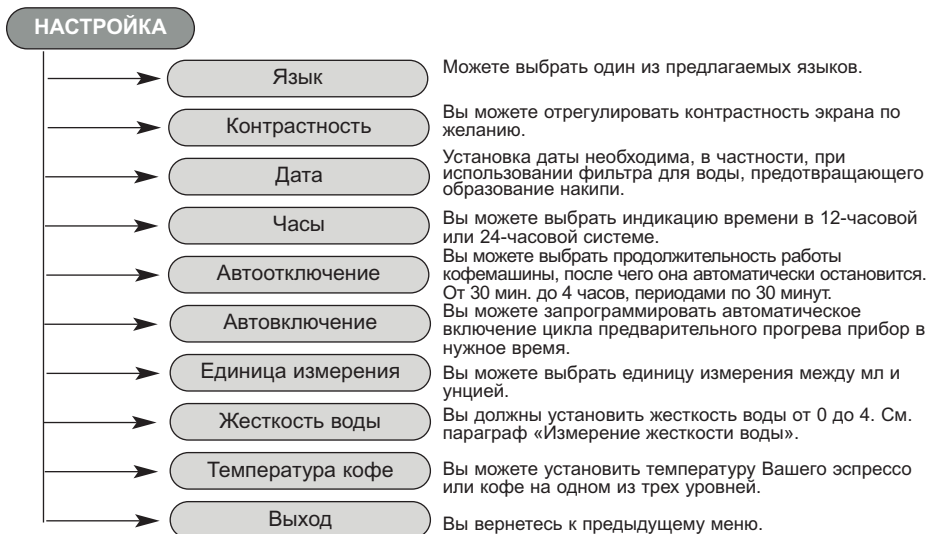 НАСТРОЙКА
Язык
Можете выбрать один из предлагаемых языков.
Контрастность
Вы можете отрегулировать контрастность экрана по
желанию.
Дата
Установка даты необходима, в частности, при
использовании фильтра для воды, предотвращающего
образование накипи.
Часы
Вы можете выбрать индикацию времени в 12-часовой
или 24-часовой системе.
Автоотключение
Вы можете выбрать продолжительность работы
кофемашины, после чего она автоматически остановится.
От 30 мин. до 4 часов, периодами по 30 минут.
Автовключение
Вы можете запрограммировать автоматическое
включение цикла предварительного прогрева прибор в
нужное время.
Единица измерения
Вы можете выбрать единицу измерения между мл и
унцией.
Жесткость воды
Вы должны установить жесткость воды от 0 до 4. См.
параграф «Измерение жесткости воды».
Температура кофе
Вы можете установить температуру Вашего эспрессо
или кофе на одном из трех уровней.
Выход
Вы вернетесь к предыдущему меню.